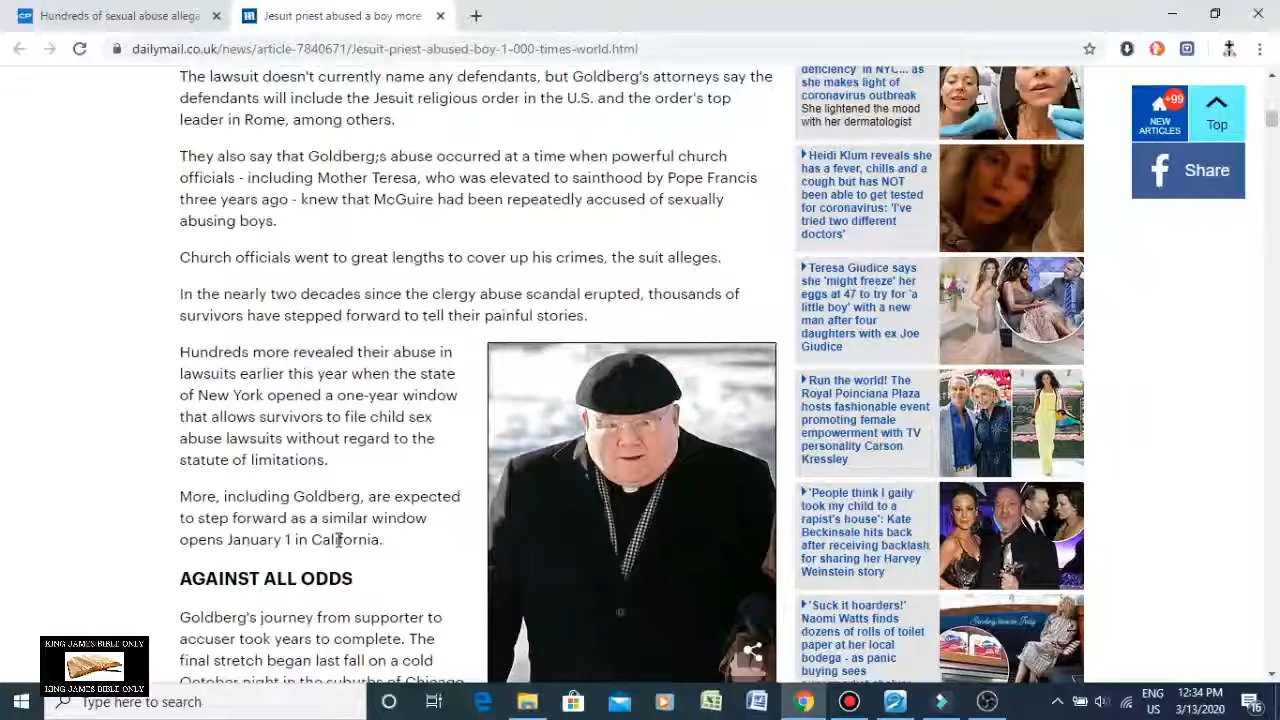 Hundreds of sexual abuse allega
Jesuit priest abused a boy more
dailymail.co.uk/news/article-7840671/Jesuit-priest-abused-boy-1-000-times-world.html
The lawsuit doesn't currently name any defendants, but Goldberg's attorneys say the
defendants will include the Jesuit religious order in the U.S. and the order's top
leader in Rome, among others.
They also say that Goldberg;s abuse occurred at a time when powerful church
officials - including Mother Teresa, who was elevated to sainthood by Pope Francis
three years ago - knew that McGuire had been repeatedly accused of sexually
abusing boys.
Church officials went to great lengths to cover up his crimes, the suit alleges.
In the nearly two decades since the clergy abuse scandal erupted, thousands of
survivors have stepped forward to tell their painful stories.
Hundreds more revealed their abuse in
lawsuits earlier this year when the state
of New York opened a one-year window
that allows survivors to file child sex
abuse lawsuits without regard to the
statute of limitations.
More, including Goldberg, are expected
to step forward as a similar window
opens January 1 in California.
AGAINST ALL ODDS
Goldberg's journey from supporter to
accuser took years to complete. The
final stretch began last fall on a cold
October night in the suburbs of Chicago
deficiency' in NYC... as
she makes light of
coronavirus outbreak
She lightened the mood
with her dermatologist
Heidi Klum reveals she
has a fever, chills and a
cough but has NOT
been able to get tested
for coronavirus: 'I've
tried two different
doctors'
Teresa Giudice says
she 'might freeze' her
eggs at 47 to try for 'a
little boy' with a new
man after four
daughters with ex Joe
Giudice
Run the world! The
Royal Poinciana Plaza
hosts fashionable event
promoting female
empowerment with TV
personality Carson
Kressley
'People think I gaily
took my child to a
rapist's house': Kate
Beckinsale hits back
after receiving backlash
for sharing her Harvey
Weinstein story
'Suck it hoarders!'
Naomi Watts finds
dozens of rolls of toilet
paper at her local
bodega - as panic
buying sees
+99
NEW
ARTICLES
Top
Share
KING JAMES BIBLE ONLY
KING JAMES BIBLE ONLY
Type here to search
ENG
US
12:34 PM
3/13/2020
16